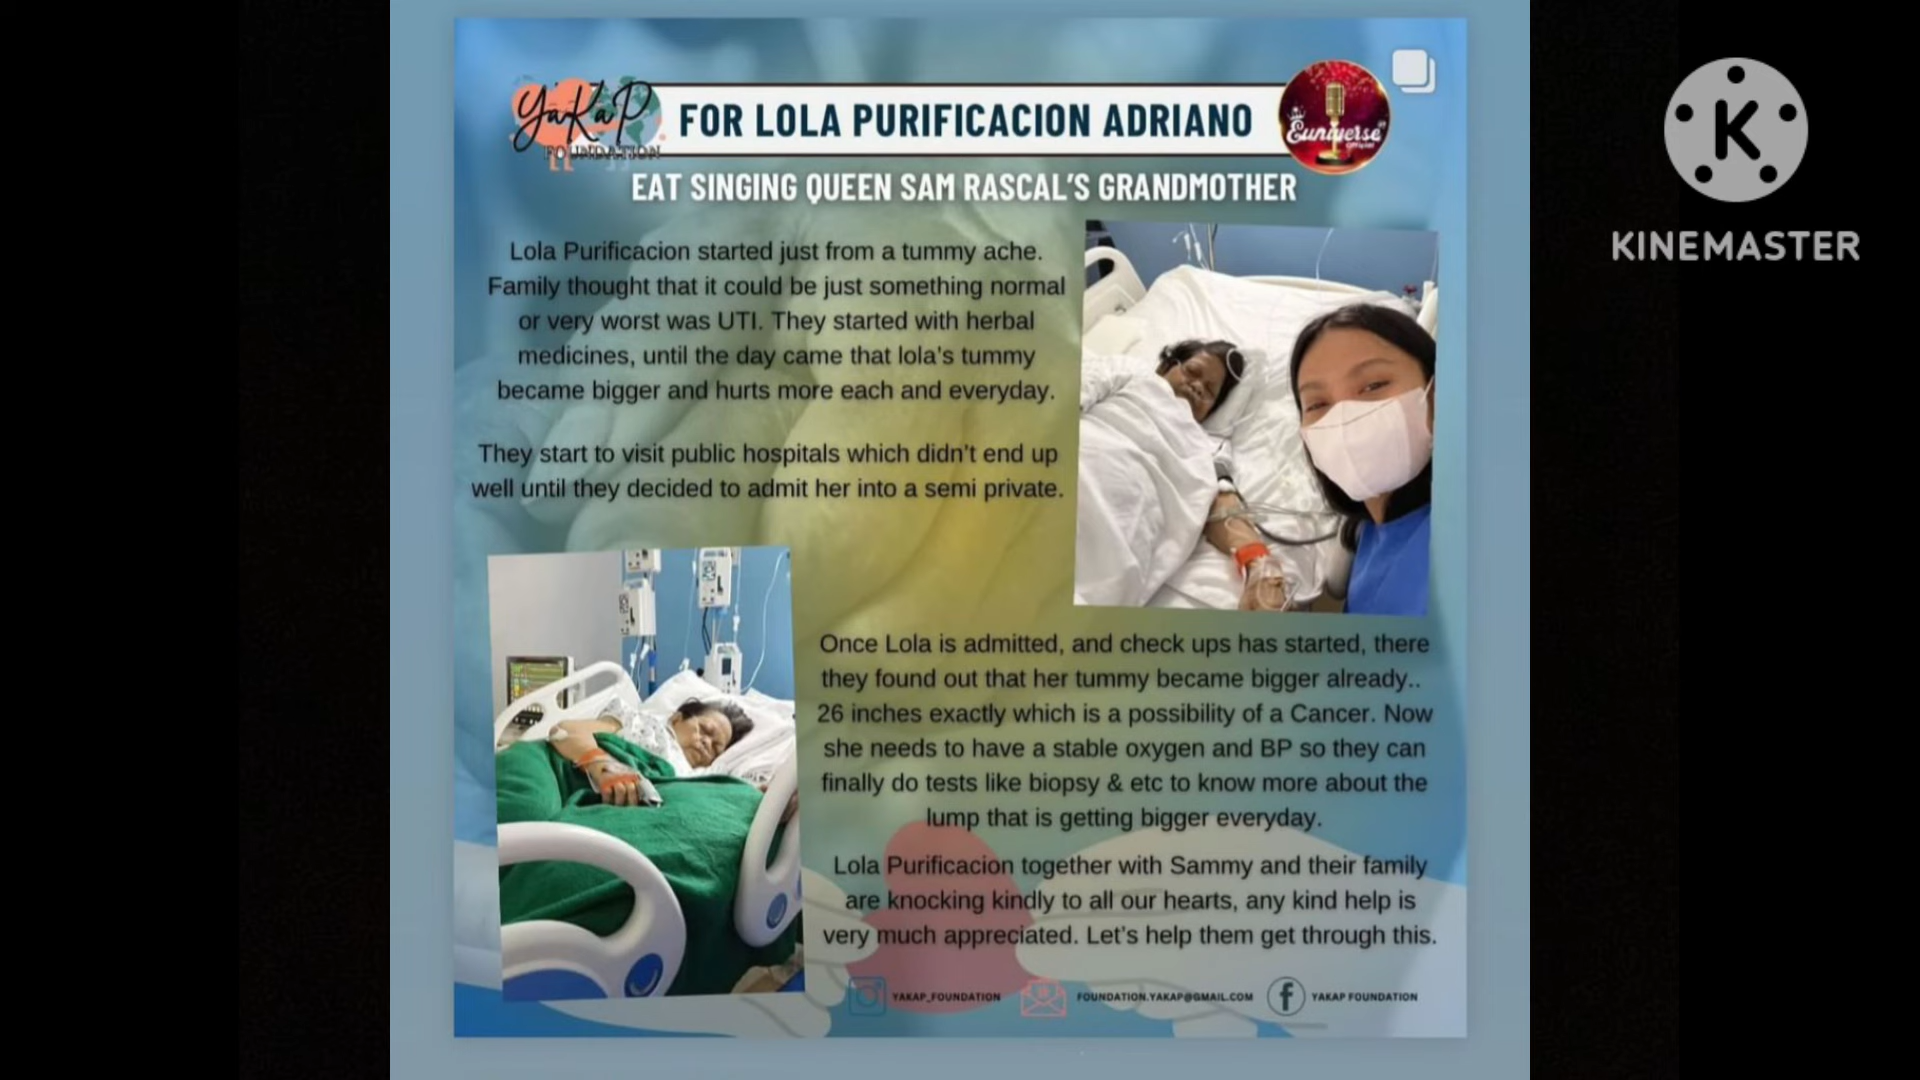 YaKaP
FOUNDATION
FOR LOLA PURIFICACION ADRIANO
Euniverse
Official
EAT SINGING QUEEN SAM RASCAL'S GRANDMOTHER
Lola Purificacion started just from a tummy ache.
Family thought that it could be just something normal
or very worst was UTI. They started with herbal
medicines, until the day came that lola's tummy
became bigger and hurts more each and everyday.
They start to visit public hospitals which didn't end up
well until they decided to admit her into a semi private.
Once Lola is admitted, and check ups has started, there
they found out that her tummy became bigger already..
26 inches exactly which is a possibility of a Cancer. Now
she needs to have a stable oxygen and BP so they can
finally do tests like biopsy & etc to know more about the
lump that is getting bigger everyday.
Lola Purificacion together with Sammy and their family
are knocking kindly to all our hearts, any kind help is
very much appreciated. Let's help them get through this.
YAKAP_FOUNDATION
FOUNDATION.YAKAP@GMAIL.COM
YAKAP FOUNDATION
K
KINEMASTER